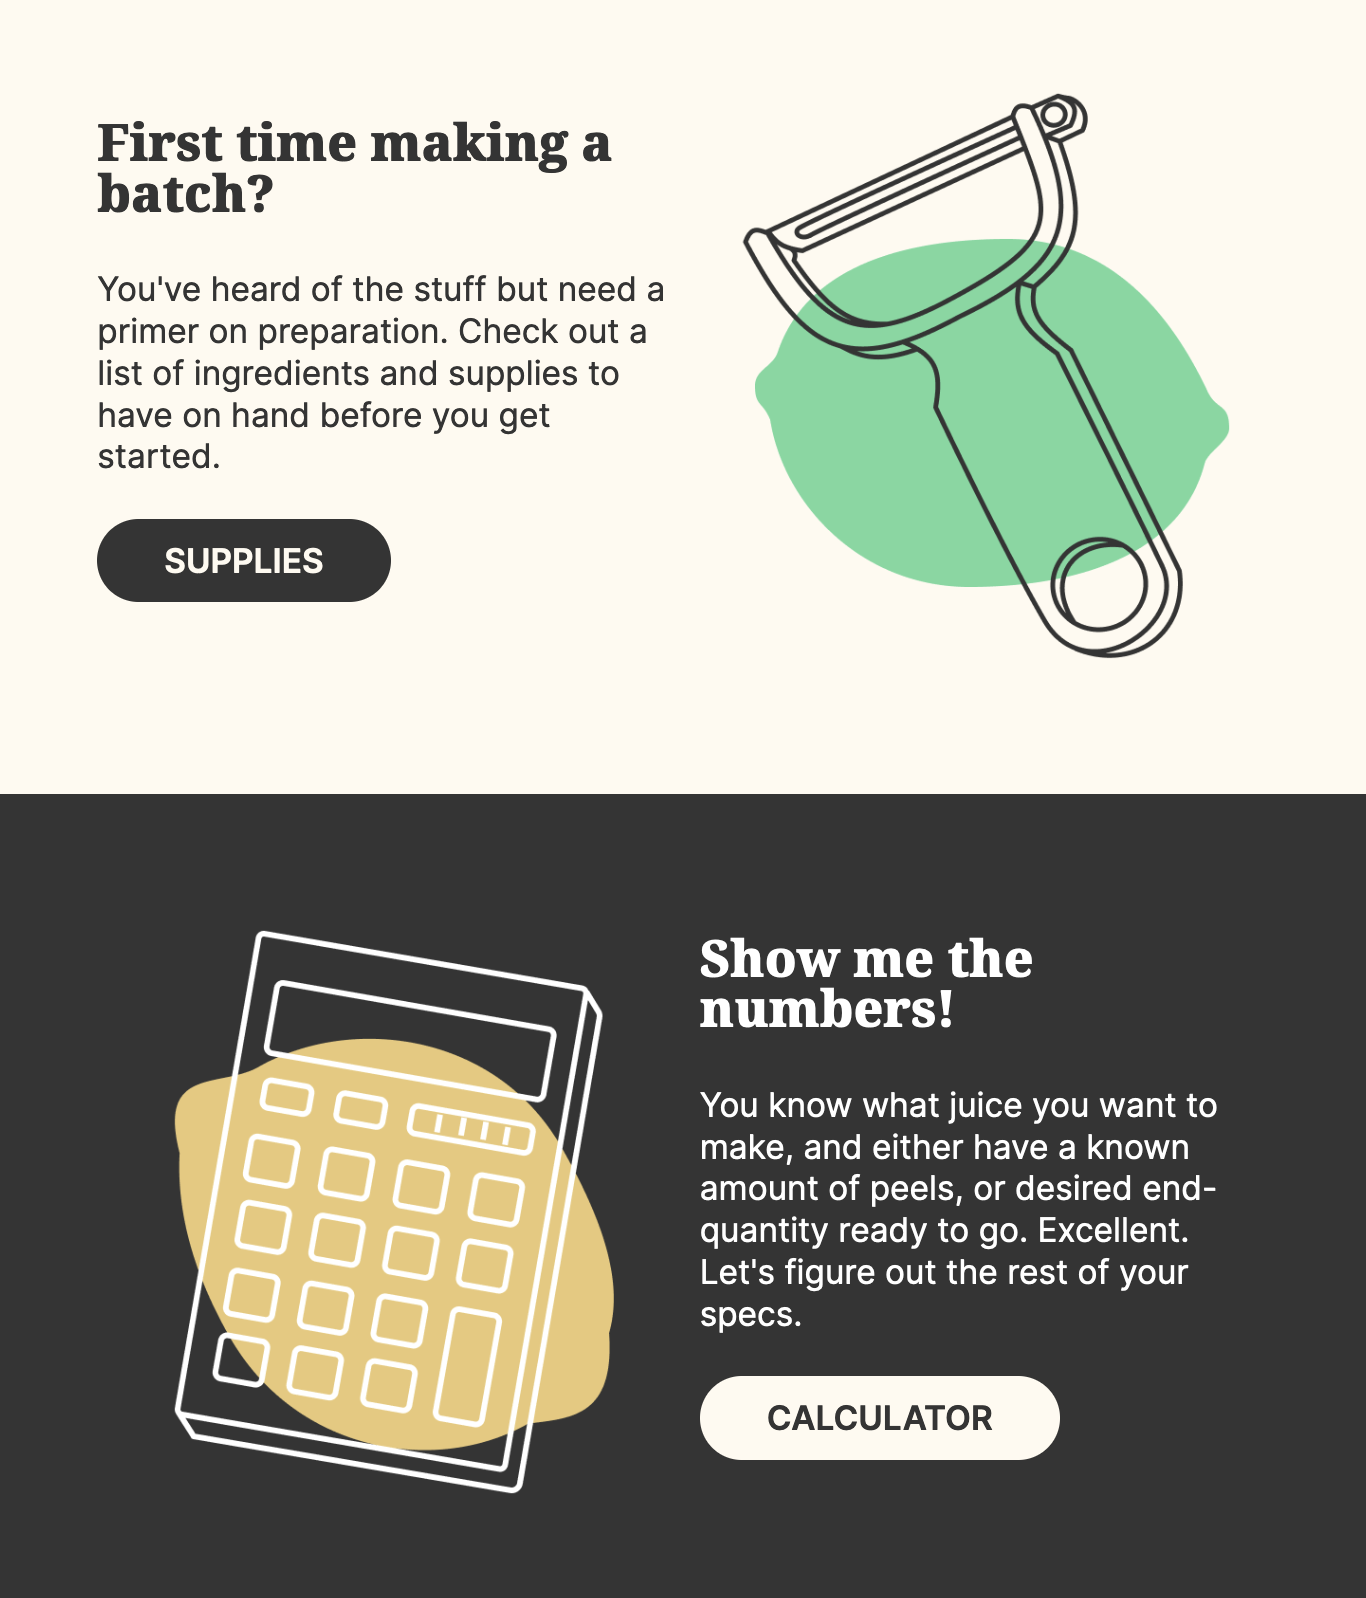 First time making a
batch?
You've heard of the stuff but need a
primer on preparation. Check out a
list of ingredients and supplies to
have on hand before you get
started.
SUPPLIES
Show me the
numbers!
You know what juice you want to
make, and either have a known
amount of peels, or desired end-
quantity ready to go. Excellent.
Let's figure out the rest of your
specs.
CALCULATOR